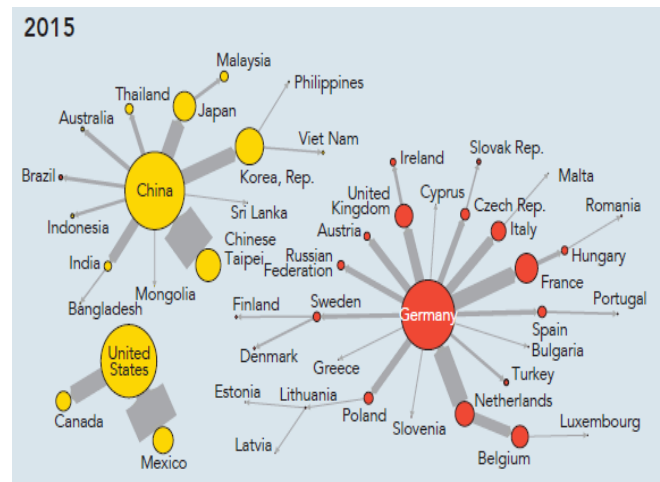 2015
Malaysia
Philippines
Thailand
Japan
Australia
Viet Nam
Ireland
Slovak Rep.
Malta
Brazil
China
Korea, Rep.
Cyprus
Czech Rep.
United
Kingdom
Romania
Sri Lanka
Italy
Indonesia
Austria
Chinese
Taipei
Hungary
India
Russian
Federation
France
Mongolia
Bangladesh
Finland
Sweden
Germany
Portugal
Spain
Bulgaria
United
States
Denmark
Greece
Turkey
Estonia
Lithuania
Netherlands
Canada
Poland
Slovenia
Luxembourg
Latvia
Mexico
Belgium